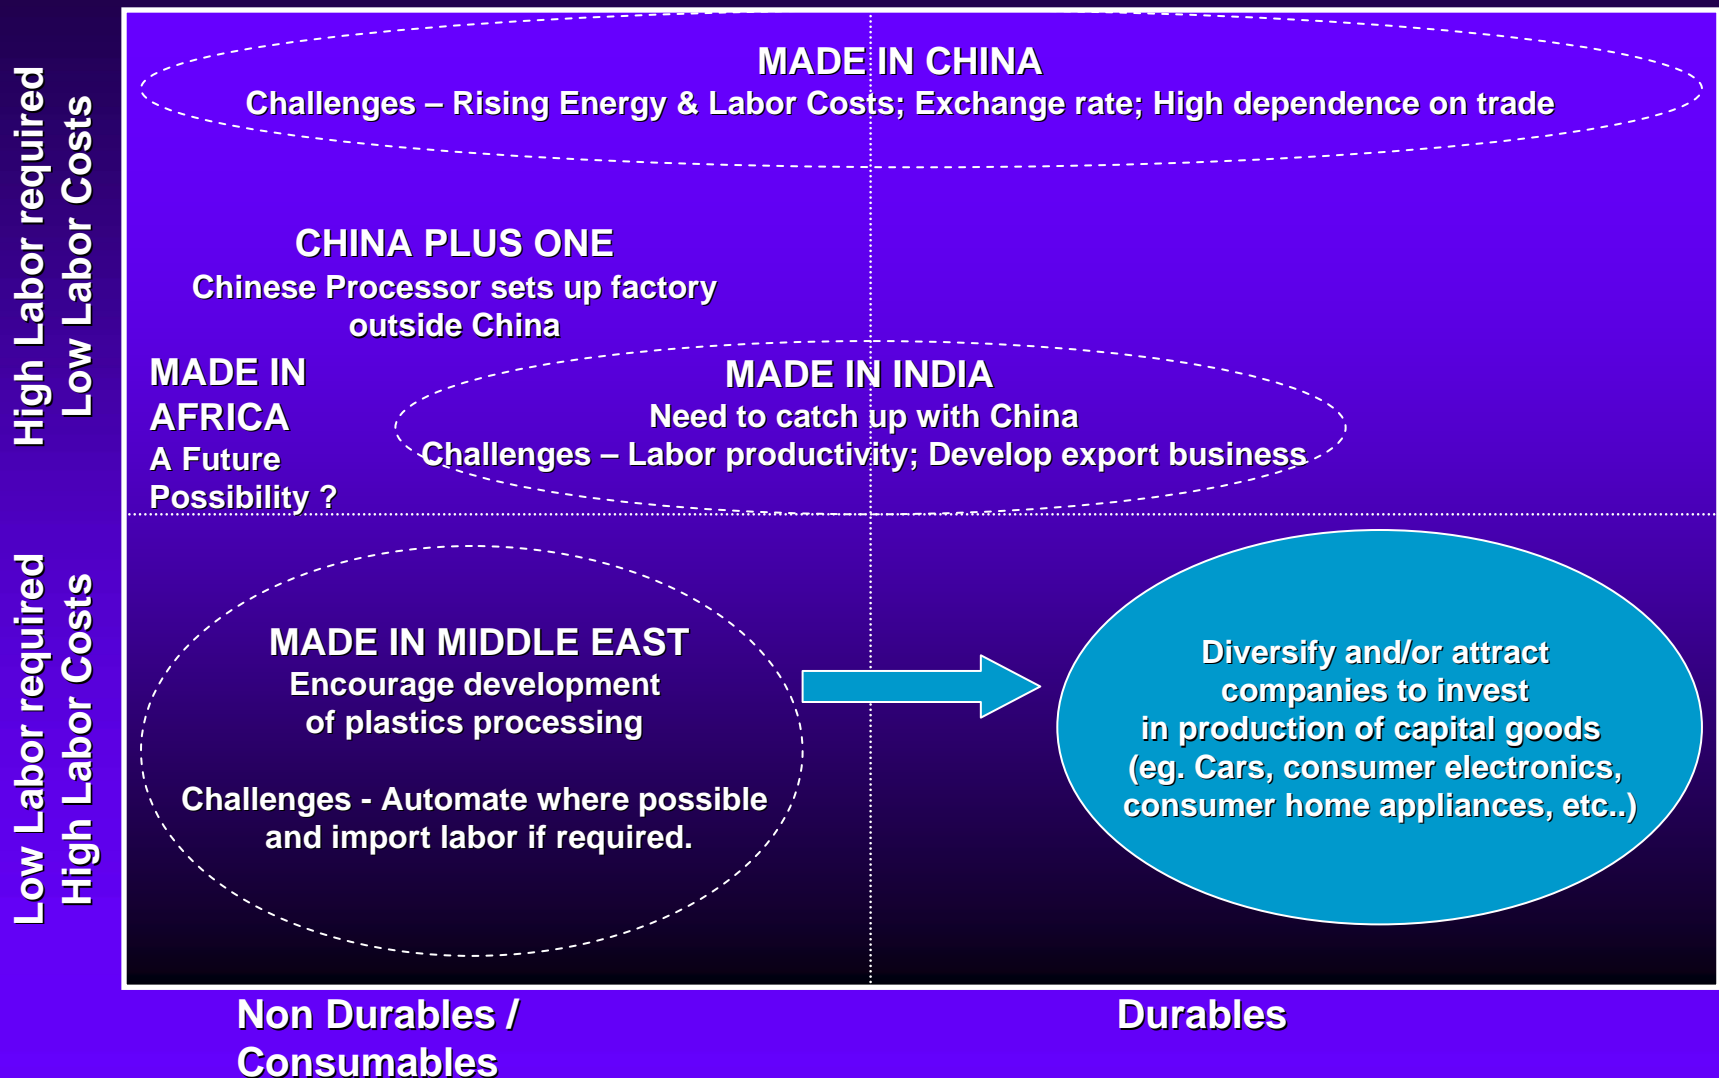 High Labor required
Low Labor Costs
MADE IN CHINA
Challenges – Rising Energy & Labor Costs; Exchange rate; High dependence on trade
CHINA PLUS ONE
Chinese Processor sets up factory
outside China
MADE IN
AFRICA
A Future
Possibility ?
MADE IN INDIA
Need to catch up with China
Challenges – Labor productivity; Develop export business
Low Labor required
High Labor Costs
MADE IN MIDDLE EAST
Encourage development
of plastics processing
Challenges - Automate where possible
and import labor if required.
Diversify and/or attract
companies to invest
in production of capital goods
(eg. Cars, consumer electronics,
consumer home appliances, etc..)
Non Durables /
Consumables
Durables